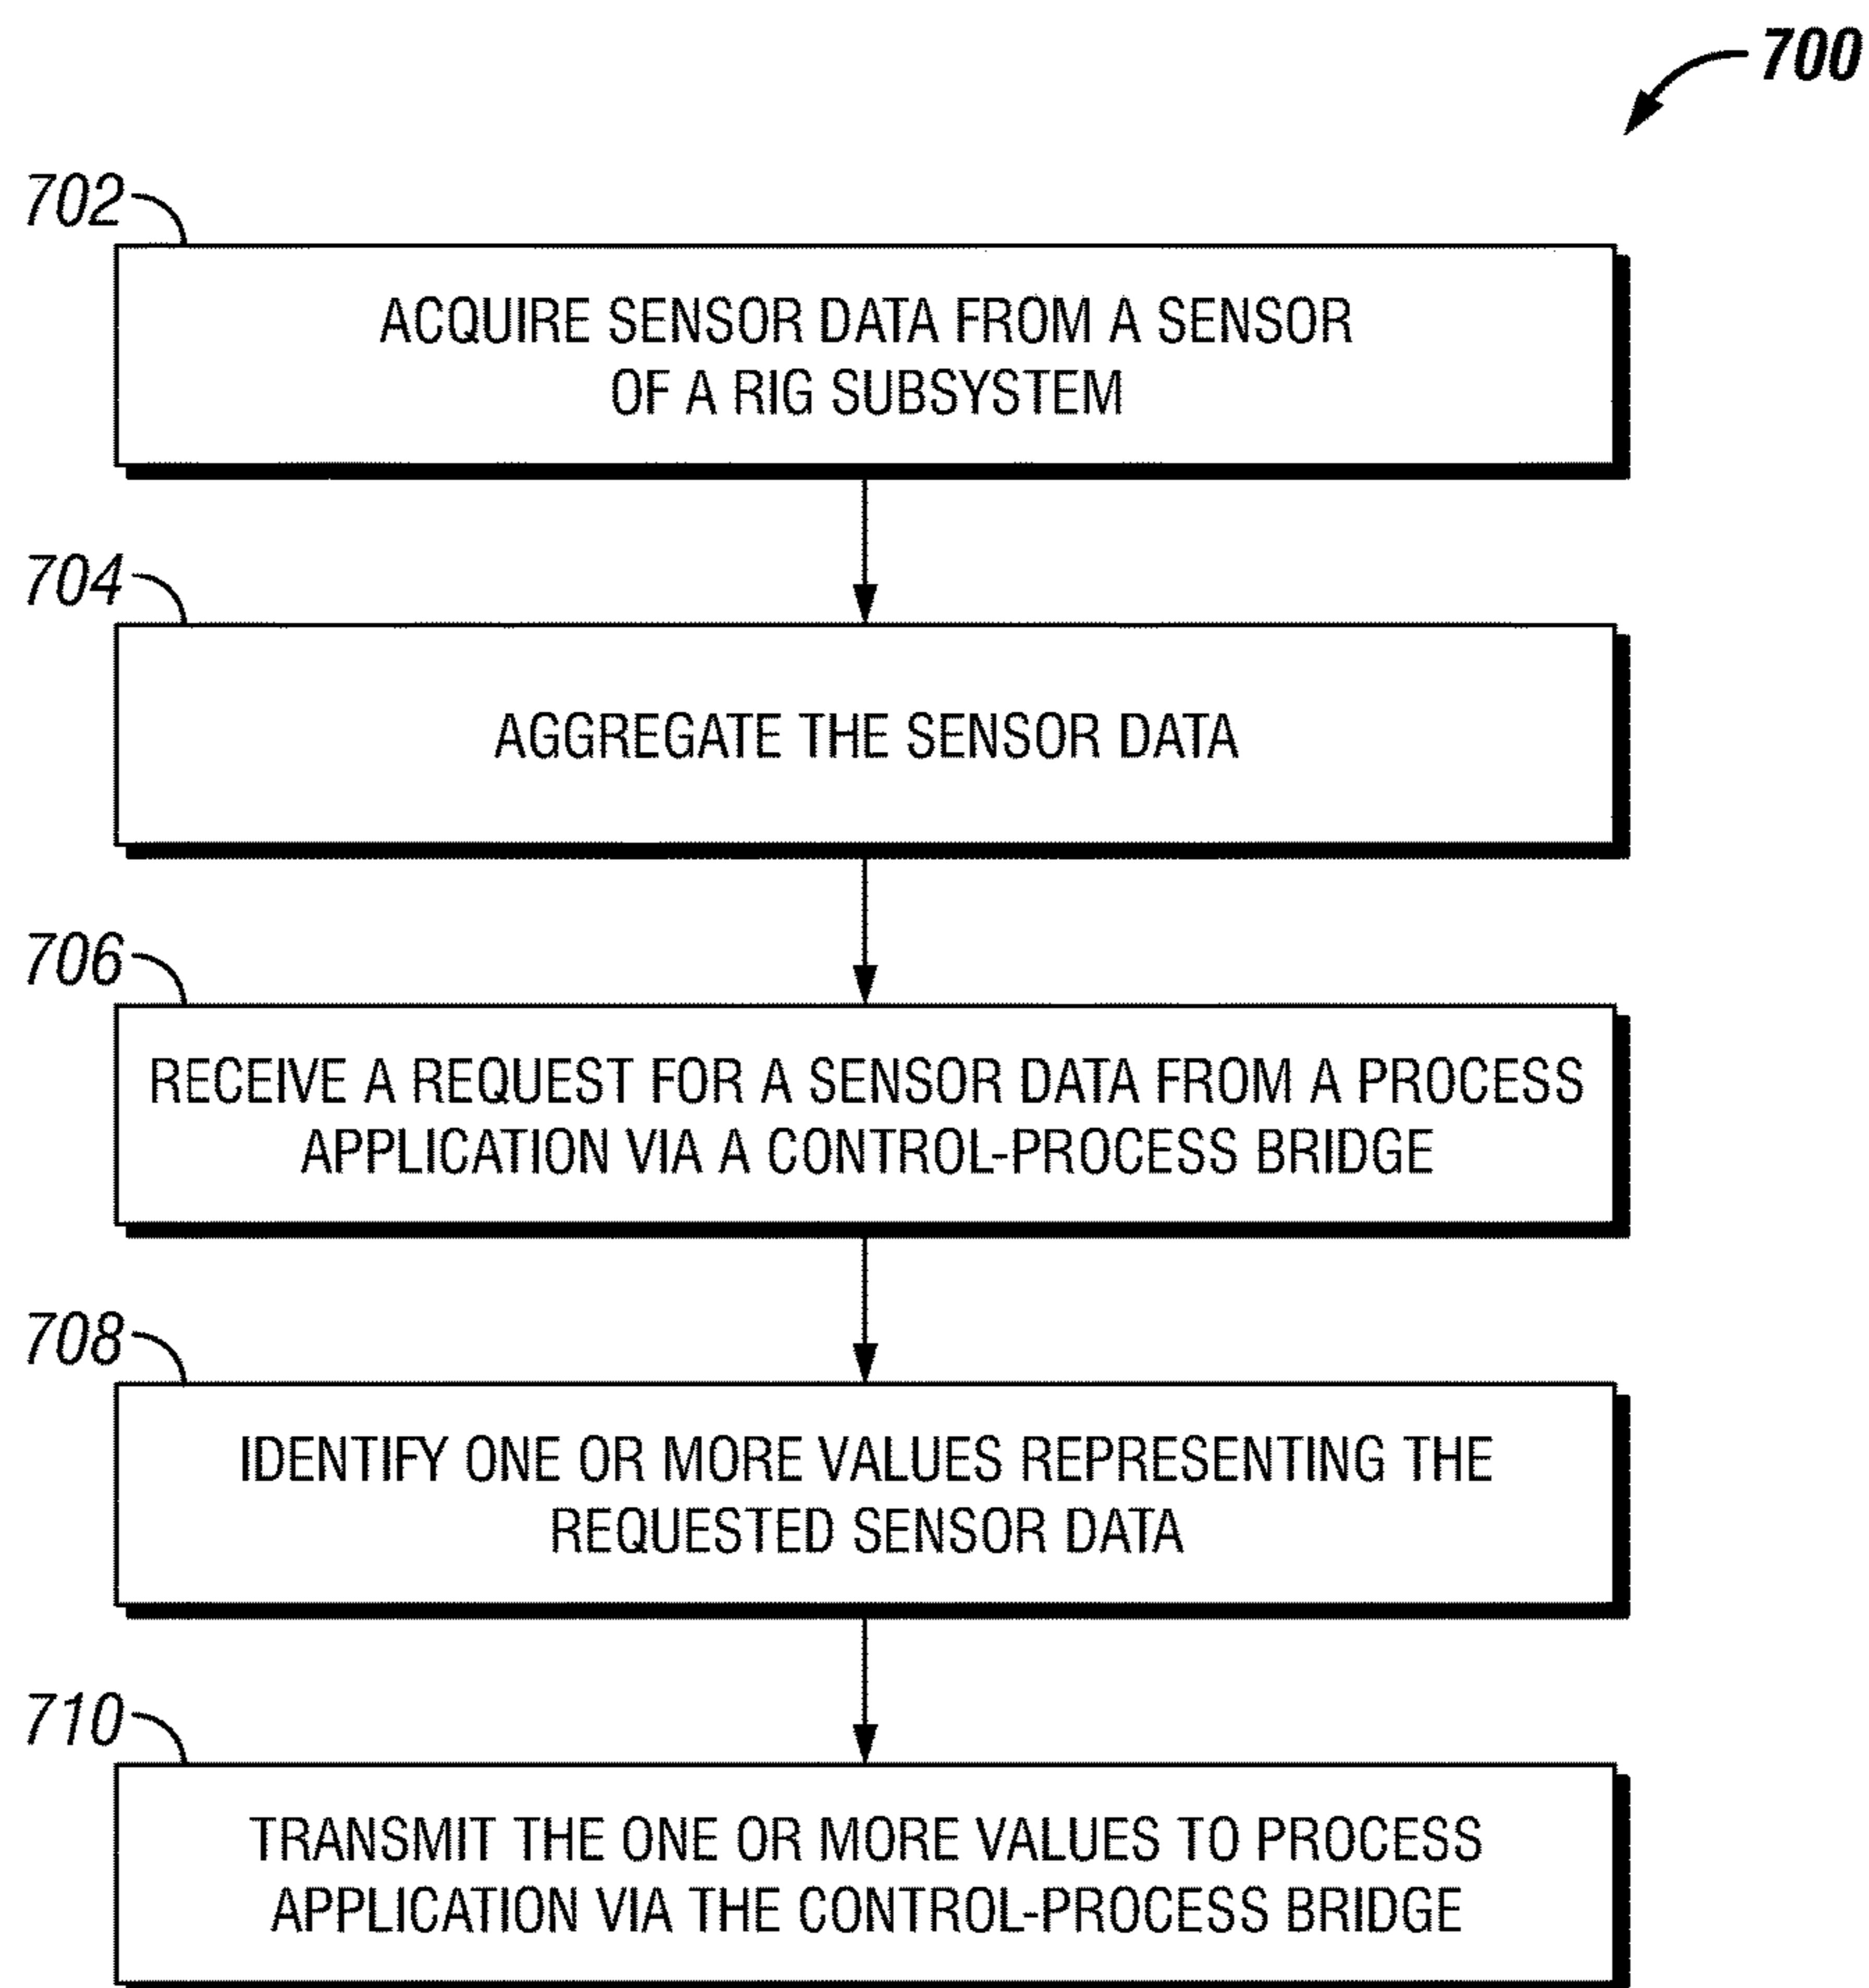 700
702
ACQUIRE SENSOR DATA FROM A SENSOR
OF A RIG SUBSYSTEM
704
AGGREGATE THE SENSOR DATA
706
RECEIVE A REQUEST FOR A SENSOR DATA FROM A PROCESS
APPLICATION VIA A CONTROL-PROCESS BRIDGE
708
IDENTIFY ONE OR MORE VALUES REPRESENTING THE
REQUESTED SENSOR DATA
710
TRANSMIT THE ONE OR MORE VALUES TO PROCESS
APPLICATION VIA THE CONTROL-PROCESS BRIDGE